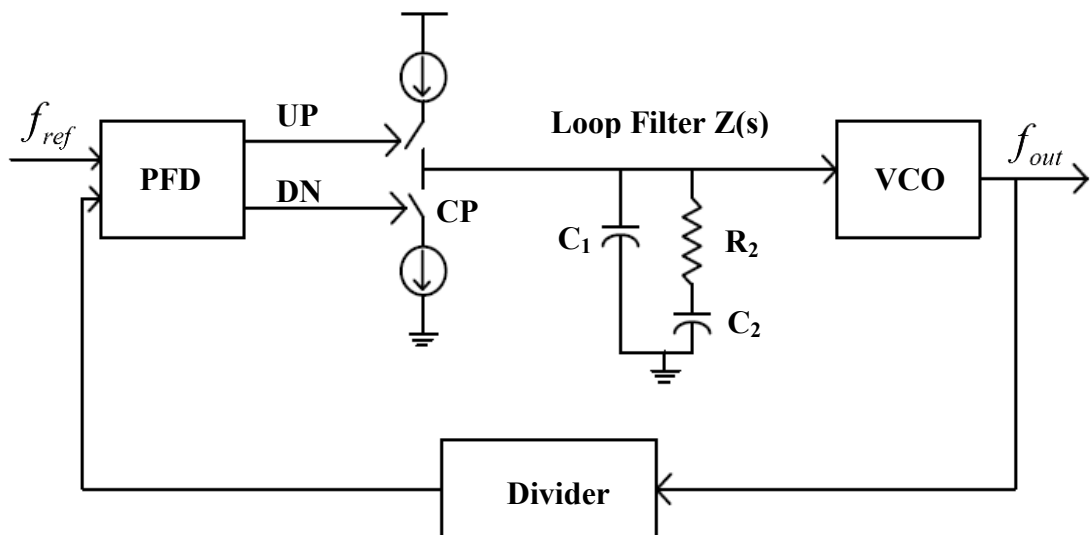 UP
Loop Filter Z(s)
f_ref
f_out
PFD
VCO
DN
CP
C₁
R₂
C₂
Divider